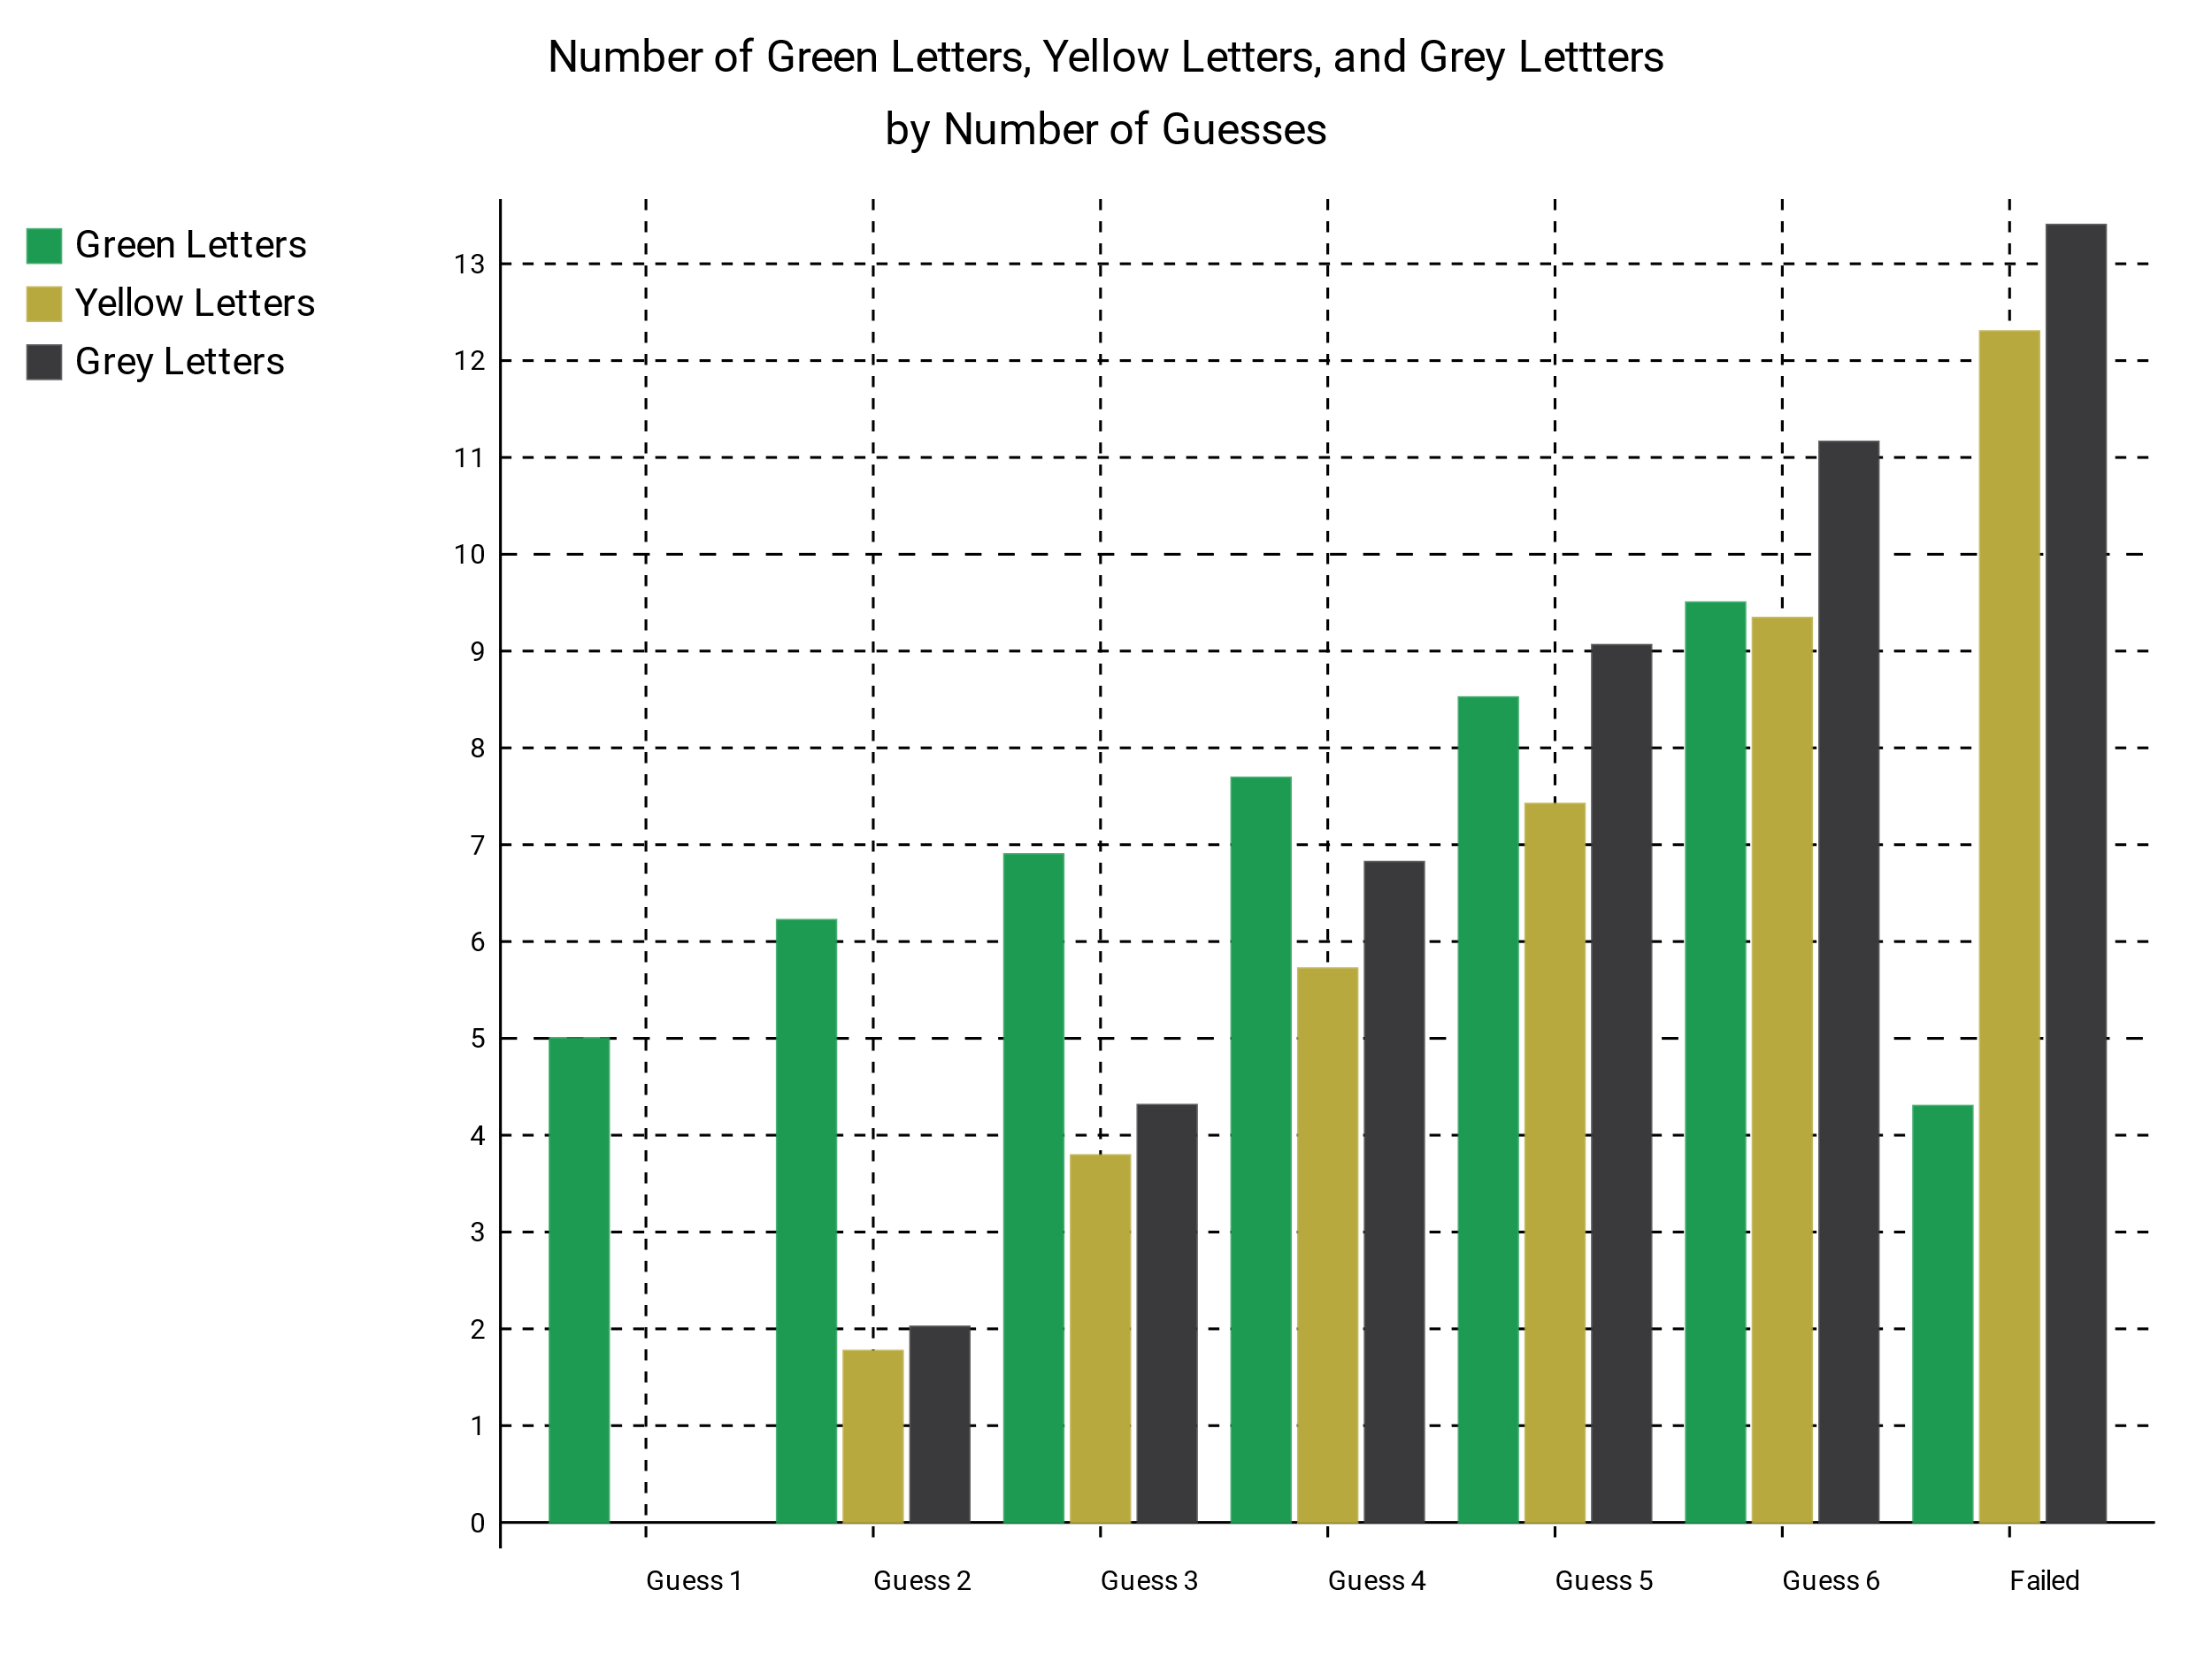 Number of Green Letters, Yellow Letters, and Grey Lettters
by Number of Guesses
Green Letters
Yellow Letters
Grey Letters
13
12
11
10
9
8
7
6
5
4
3
2
1
0
Guess 1
Guess 2
Guess 3
Guess 4
Guess 5
Guess 6
Failed